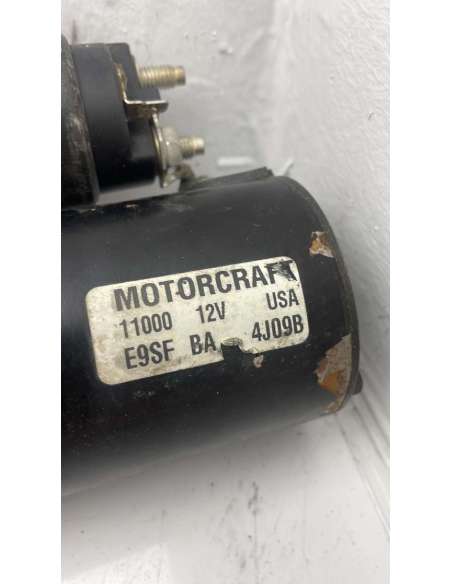 MOTORCRAFT
11000 12V USA
E9SF BA 4J09B